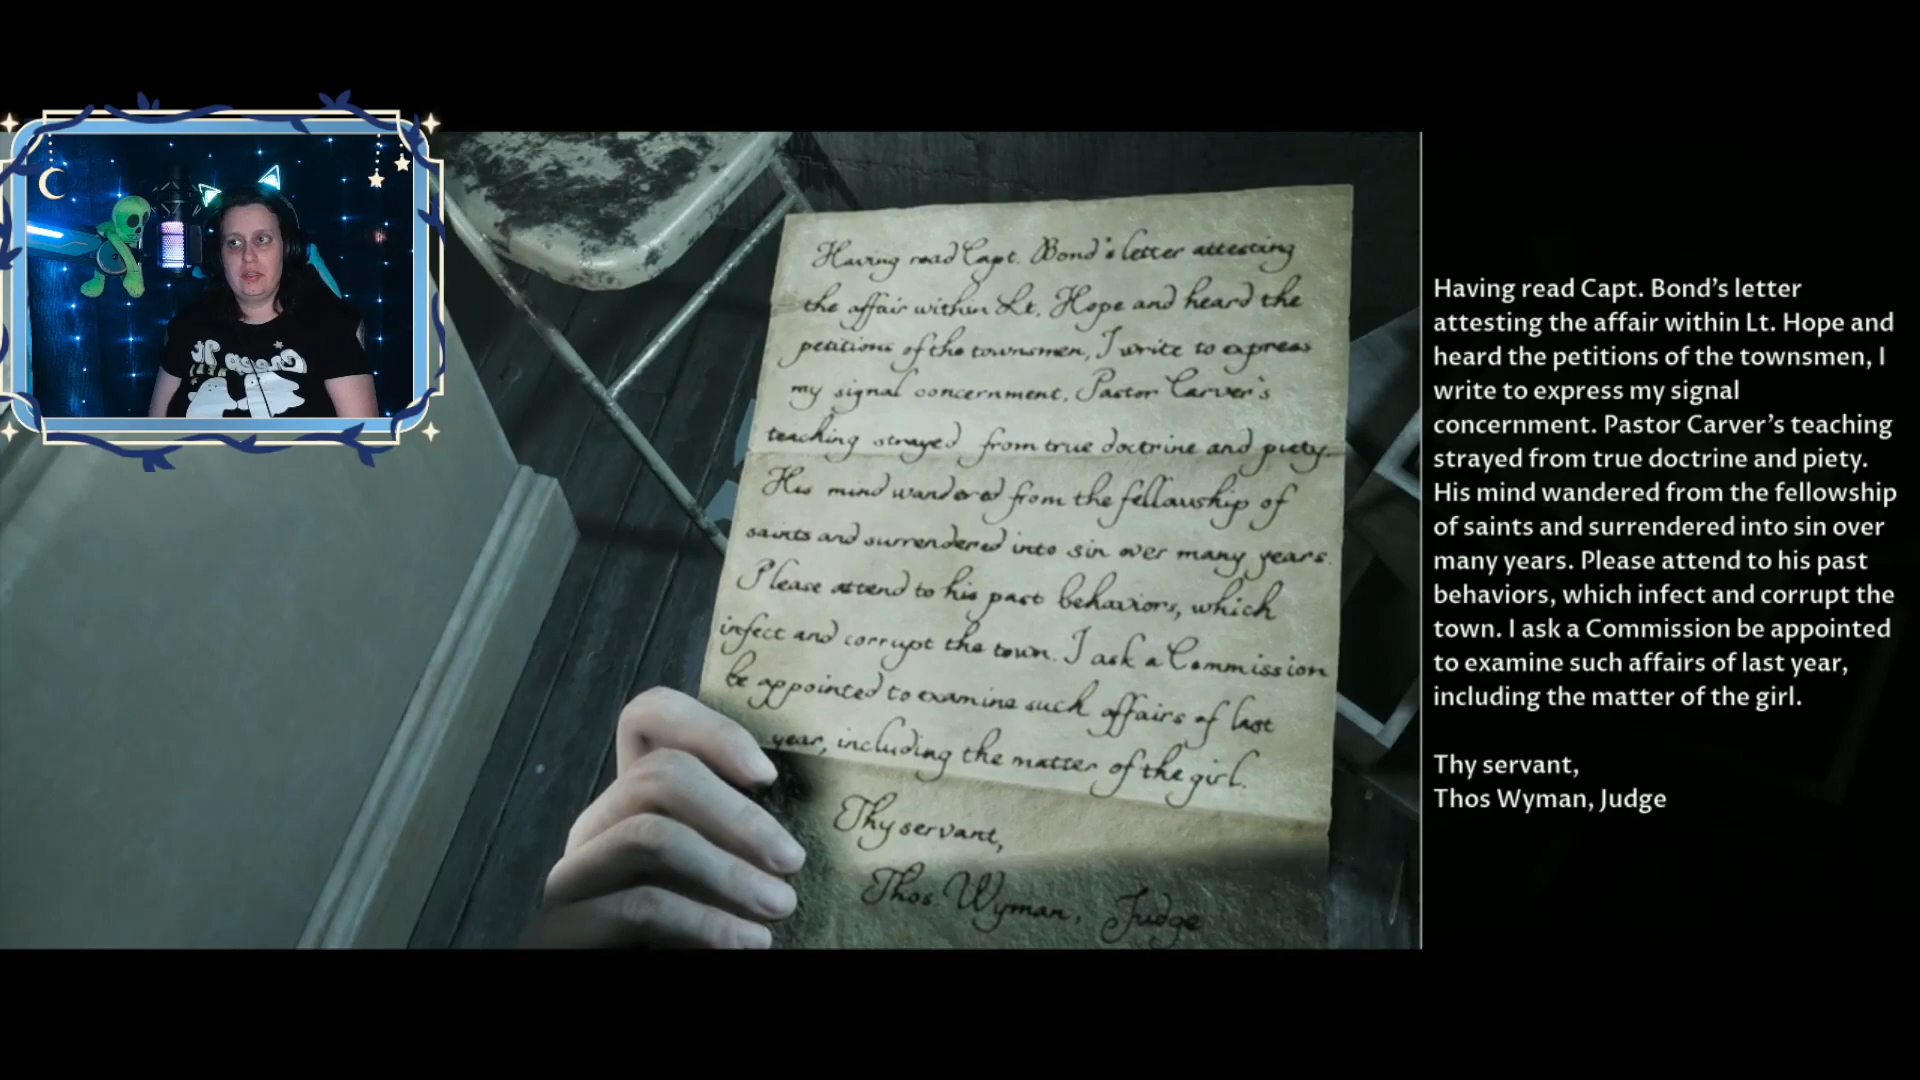 Having read Capt. Bond's letter attesting
the affair within Lt. Hope and heard the
petitions of the townsmen, I write to express
my signal concernment. Pastor Carver's
teaching strayed from true doctrine and piety.
His mind wandered from the fellowship of
saints and surrendered into sin over many years.
Please attend to his past behaviors, which
infect and corrupt the town. I ask a Commission
be appointed to examine such affairs of last
year, including the matter of the girl.
Thy servant,
Thos Wyman, Judge
Having read Capt. Bond's letter
attesting the affair within Lt. Hope and
heard the petitions of the townsmen, I
write to express my signal
concernment. Pastor Carver's teaching
strayed from true doctrine and piety.
His mind wandered from the fellowship
of saints and surrendered into sin over
many years. Please attend to his past
behaviors, which infect and corrupt the
town. I ask a Commission be appointed
to examine such affairs of last year,
including the matter of the girl.
Thy servant,
Thos Wyman, Judge